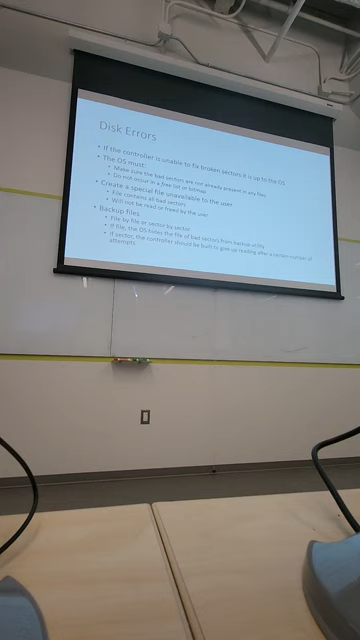 Disk Errors
• If the controller is unable to fix broken sectors, it is up to the OS
• The OS must:
• Make sure the bad sectors are not already present in any files
• Do not occur in a free list or bitmap
• Create a special file unavailable to the user
• File contains all bad sectors
• Will not be read or freed by the user
• Backup files
• File by file or sector by sector
• If file, the OS hides the file of bad sectors from backup utility
• If sector, the controller should be built to give up reading after a certain number of
attempts